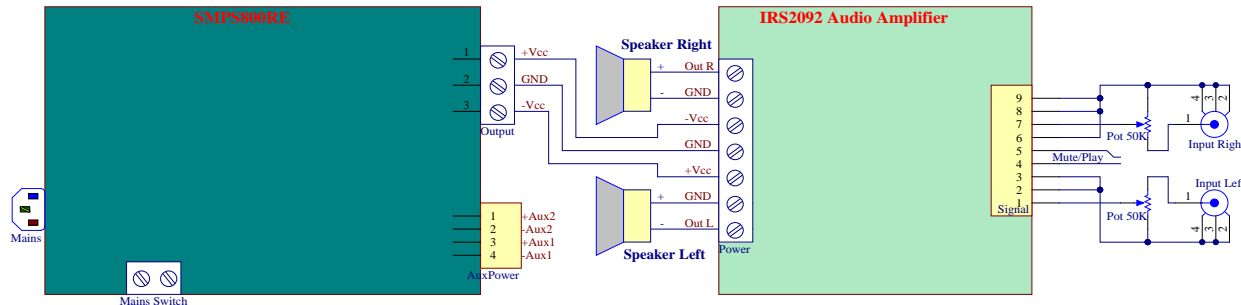 SMPS800RE
IRS2092 Audio Amplifier
Speaker Right
1 +Vcc
2 GND
3 -Vcc
Output
+ Out R
- GND
-Vcc
GND
+Vcc
+ GND
- Out L
Power
Speaker Left
9
8
7
6
5
4
3
2
1
Signal
Pot 50K
Mute/Play
Pot 50K
1
4
3
2
Input Righ
Input Lef
1
4
3
2
Mains
1 +Aux2
2 -Aux2
3 +Aux1
4 -Aux1
AuxPower
Mains Switch